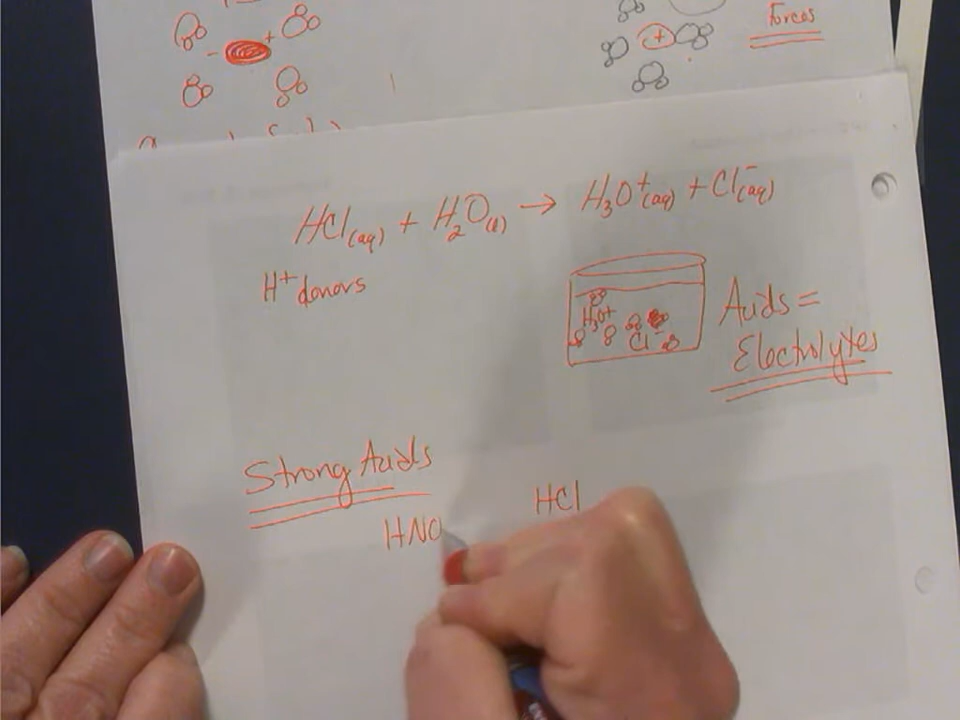 Forces
HCl(aq) + H₂O(l) → H₃O⁺(aq) + Cl⁻(aq)
H⁺ donors
H₃O⁺
Cl⁻
Acids =
Electrolytes
Strong Acids
HCl
HNO